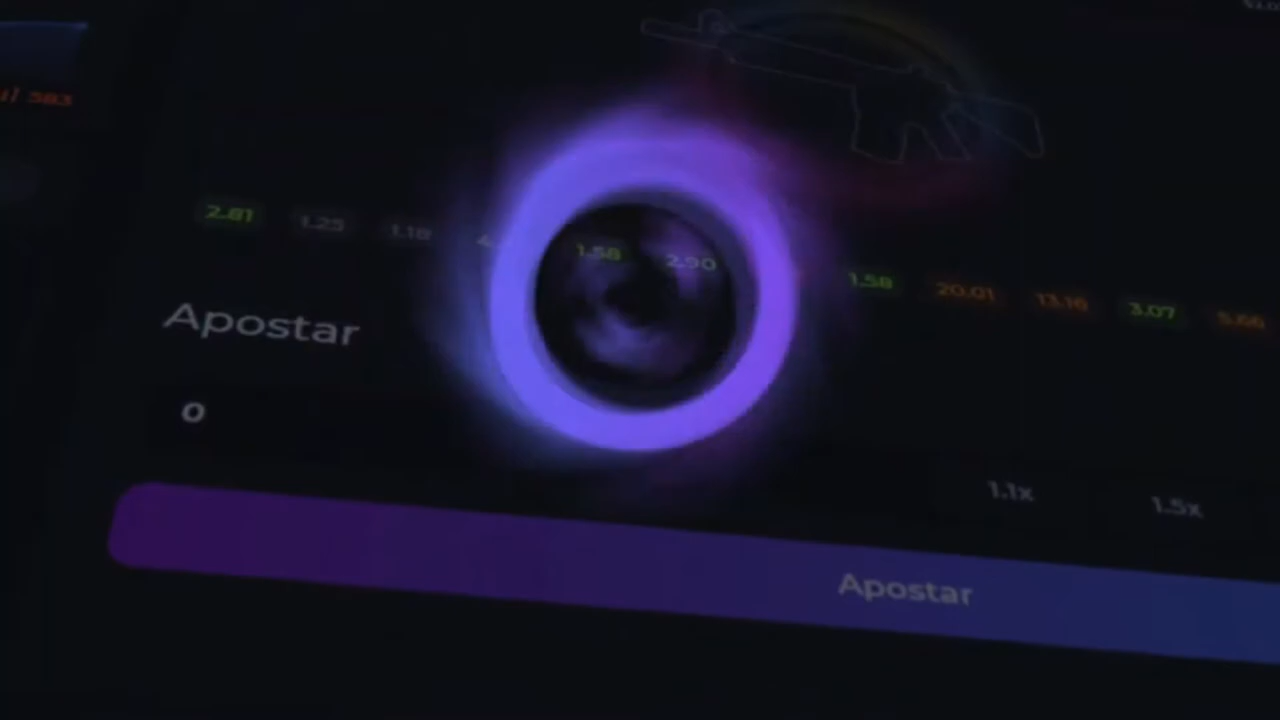 583
2.81 1.25 1.18 1.58 2.90 1.58 20.01 13.16 3.07 5.66
Apostar
0
1.1x 1.5x
Apostar